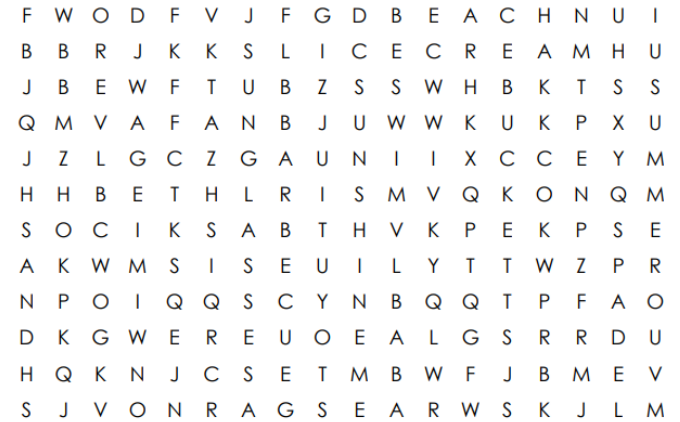 F W O D F V J F G D B E A C H N U I
B B R J K K S L I C E C R E A M H U
J B E W F T U B Z S S W H B K T S S
Q M V A F A N B J U W W K U K P X U
J Z L G C Z G A U N I I X C C E Y M
H H B E T H L R I S M V Q K O N Q M
S O C I K S A B T H V K P E K P S E
A K W M S I S E U I L Y T T W Z P R
N P O I Q Q S C Y N B Q Q T P F A O
D K G W E R E U O E A L G S R R D U
H Q K N J C S E T M B W F J B M E V
S J V O N R A G S E A R W S K J L M